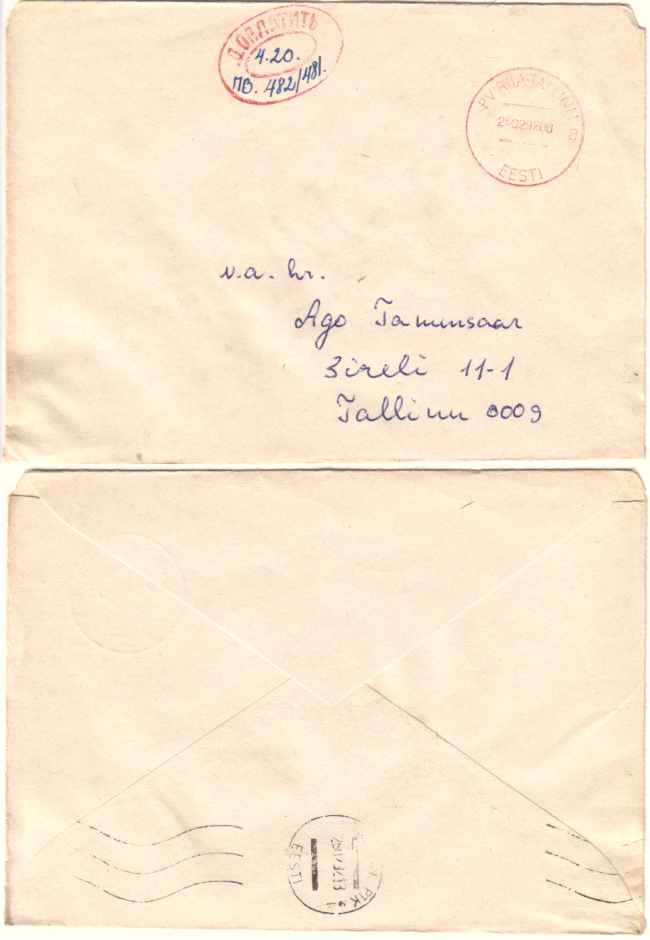 ДОПЛАТИТЬ
4.20.
ПВ. 482/481.
EESTI
v.a. hr.
Ago Tammsaar
Sireli 11-1
Tallinn 0009
EESTI